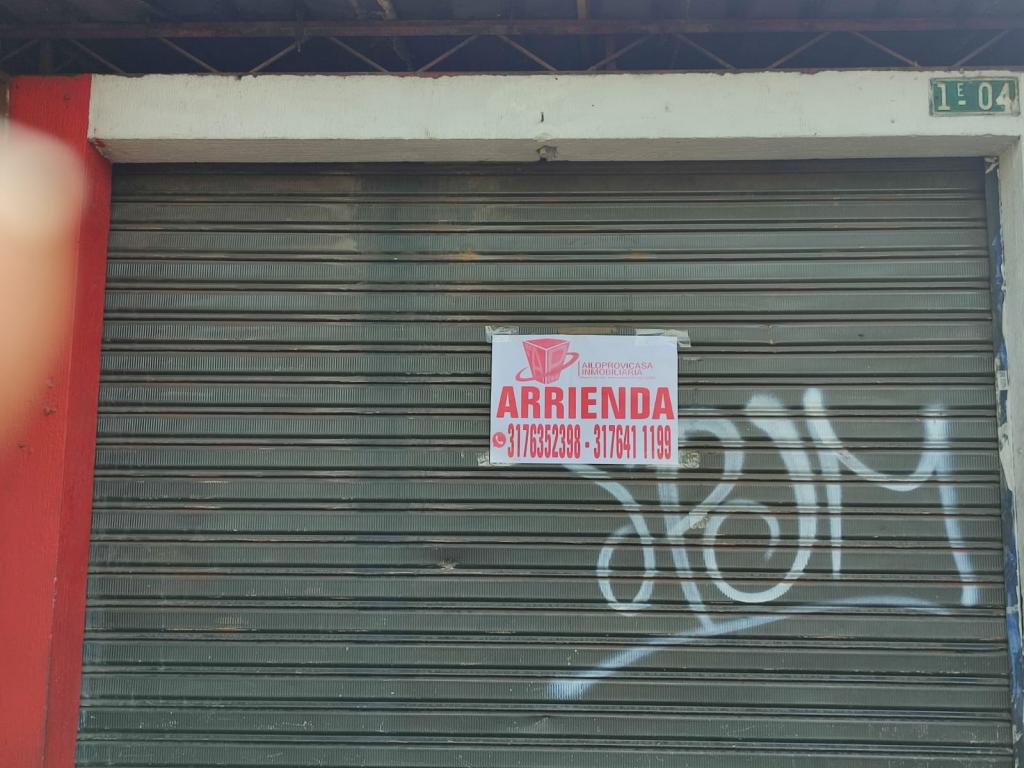 1E- 04
AILOPROVICASA
INMOBILIARIA
ARRIENDA
3176352398 - 317641 1199